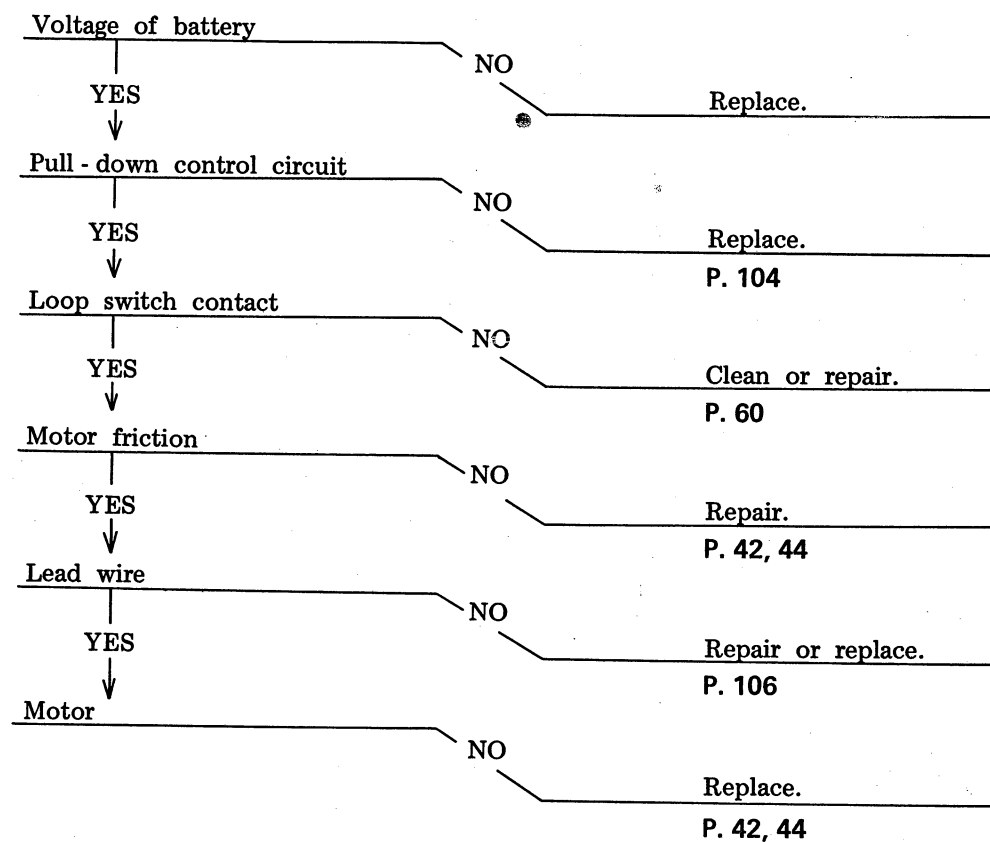 Voltage of battery
NO
YES
Replace.
Pull - down control circuit
NO
YES
Replace.
P. 104
Loop switch contact
NO
YES
Clean or repair.
P. 60
Motor friction
NO
YES
Repair.
P. 42, 44
Lead wire
NO
YES
Repair or replace.
P. 106
Motor
NO
Replace.
P. 42, 44